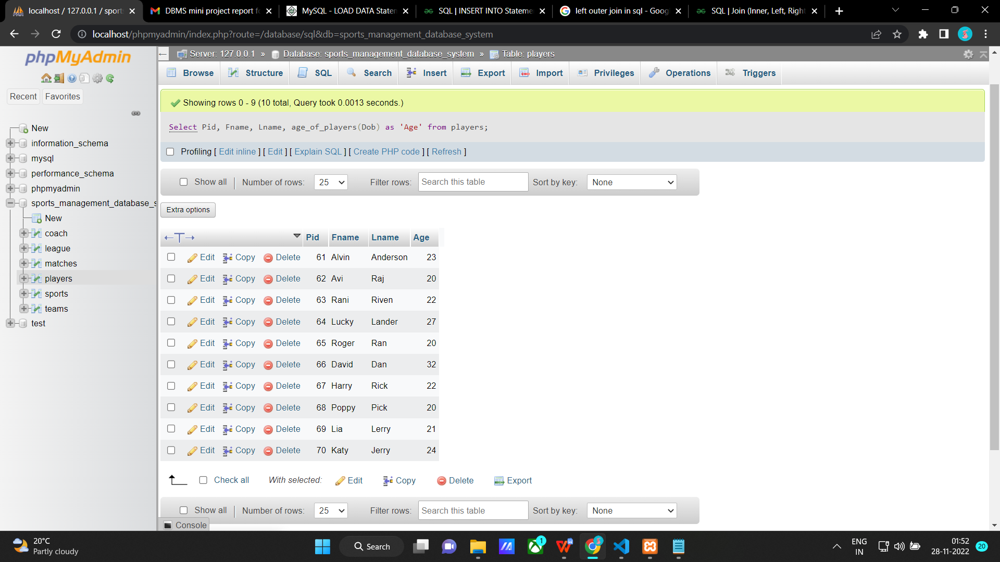 localhost / 127.0.0.1 / sport
DBMS mini project report fo
MySQL - LOAD DATA Staten
SQL | INSERT INTO Stateme
left outer join in sql - Goog
SQL | Join (Inner, Left, Right
localhost/phpmyadmin/index.php?route=/database/sql&db=sports_management_database_system
phpMyAdmin
Recent
Favorites
New
information_schema
mysql
performance_schema
phpmyadmin
sports_management_database_s
New
coach
league
matches
players
sports
teams
test
Server: 127.0.0.1 » Database: sports_management_database_system » Table: players
Browse Structure SQL Search Insert Export Import Privileges Operations Triggers
Showing rows 0 - 9 (10 total, Query took 0.0013 seconds.)
Select Pid, Fname, Lname, age_of_players(Dob) as 'Age' from players;
Profiling [ Edit inline ] [ Edit ] [ Explain SQL ] [ Create PHP code ] [ Refresh ]
Show all | Number of rows: 25 Filter rows: Search this table Sort by key: None
Extra options
←T→ Pid Fname Lname Age
Edit Copy Delete 61 Alvin Anderson 23
Edit Copy Delete 62 Avi Raj 20
Edit Copy Delete 63 Rani Riven 22
Edit Copy Delete 64 Lucky Lander 27
Edit Copy Delete 65 Roger Ran 20
Edit Copy Delete 66 David Dan 32
Edit Copy Delete 67 Harry Rick 22
Edit Copy Delete 68 Poppy Pick 20
Edit Copy Delete 69 Lia Lerry 21
Edit Copy Delete 70 Katy Jerry 24
Check all With selected: Edit Copy Delete Export
Show all | Number of rows: 25 Filter rows: Search this table Sort by key: None
Console
20°C
Partly cloudy
Search
1
ENG
IN
01:52
28-11-2022
20